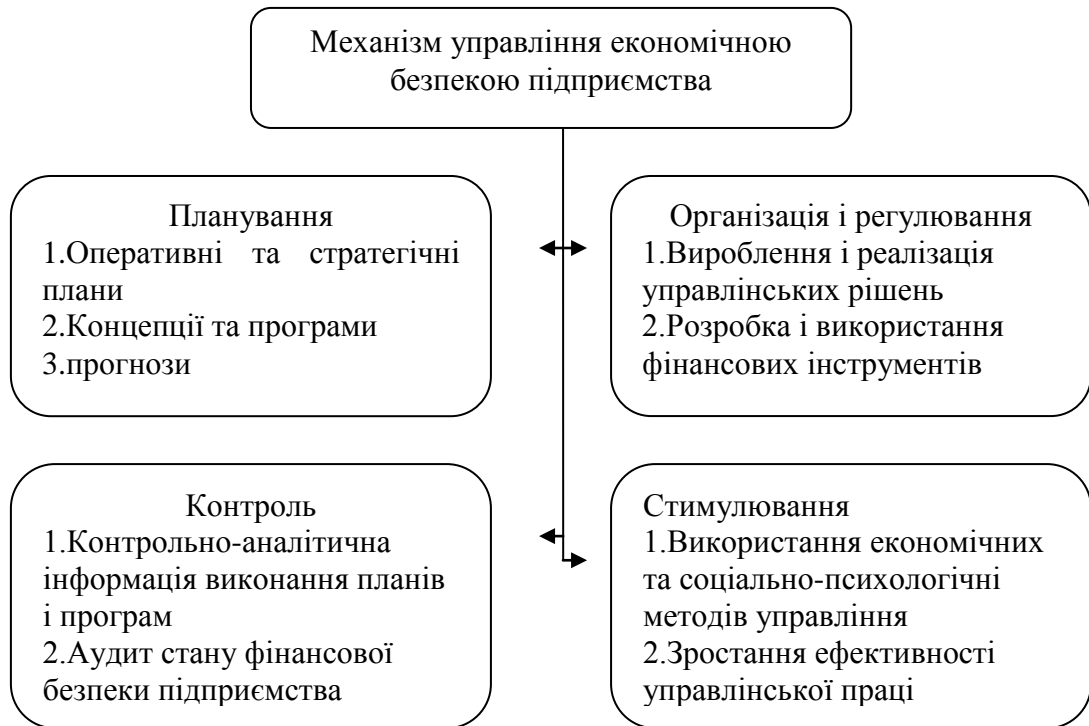 Механізм управління економічною
безпекою підприємства
Планування
1.Оперативні та стратегічні
плани
2.Концепції та програми
3.прогнози
Організація і регулювання
1.Вироблення і реалізація
управлінських рішень
2.Розробка і використання
фінансових інструментів
Контроль
1.Контрольно-аналітична
інформація виконання планів
і програм
2.Аудит стану фінансової
безпеки підприємства
Стимулювання
1.Використання економічних
та соціально-психологічні
методів управління
2.Зростання ефективності
управлінської праці